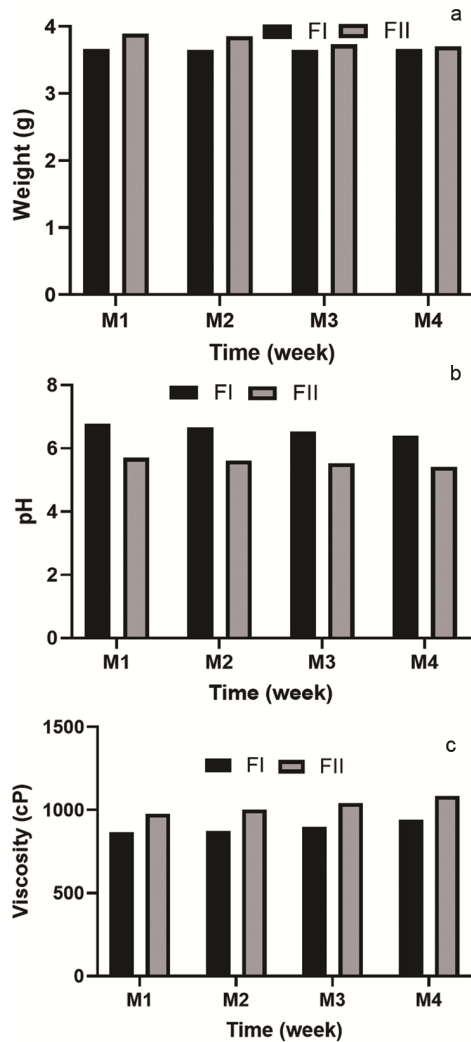 a
FI FII
4
3
2
1
0
Weight (g)
M1 M2 M3 M4
Time (week)
b
FI FII
8
6
4
2
0
pH
M1 M2 M3 M4
Time (week)
c
FI FII
1500
1000
500
0
Viscosity (cP)
M1 M2 M3 M4
Time (week)